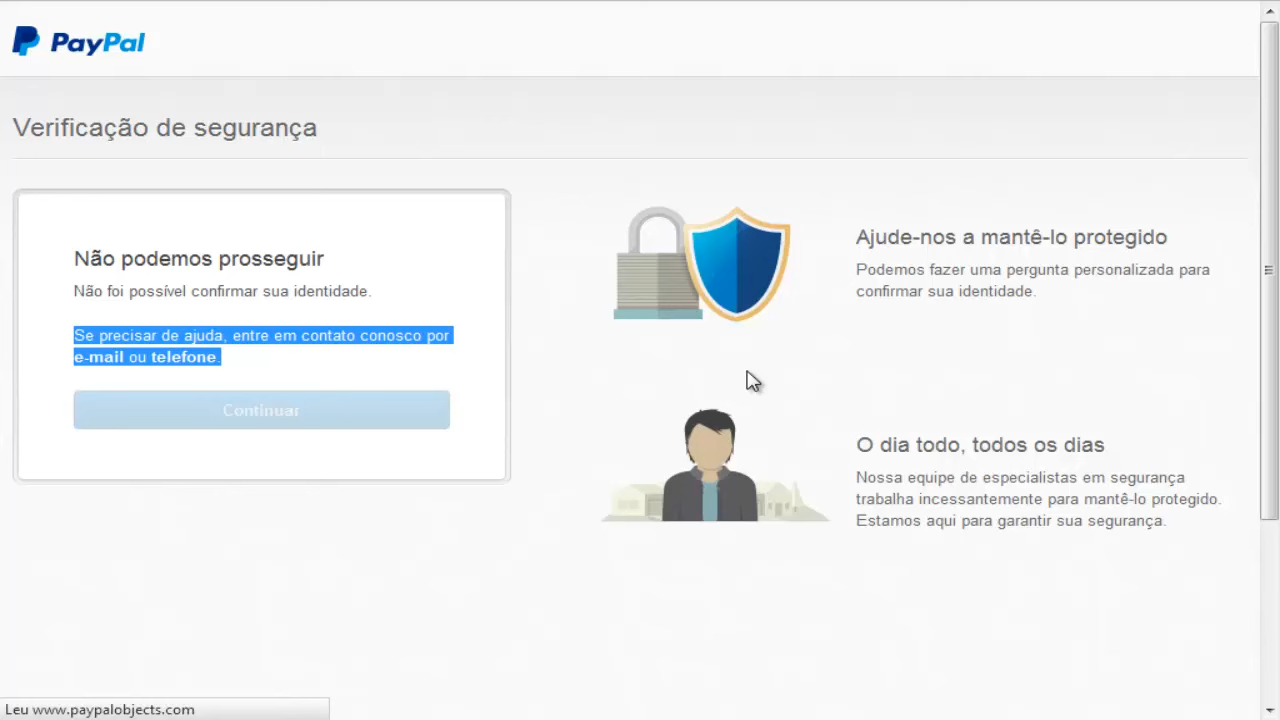 PayPal
Verificação de segurança
Não podemos prosseguir
Não foi possível confirmar sua identidade.
Se precisar de ajuda, entre em contato conosco por
e-mail ou telefone.
Continuar
Ajude-nos a mantê-lo protegido
Podemos fazer uma pergunta personalizada para
confirmar sua identidade.
O dia todo, todos os dias
Nossa equipe de especialistas em segurança
trabalha incessantemente para mantê-lo protegido.
Estamos aqui para garantir sua segurança.
Leu www.paypalobjects.com